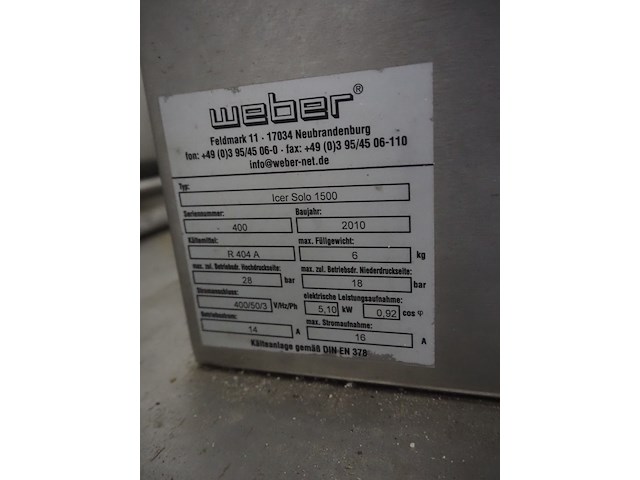 weber®
Feldmark 11 · 17034 Neubrandenburg
fon: +49 (0)3 95/45 06-0 · fax: +49 (0)3 95/45 06-110
info@weber-net.de
Typ:
Icer Solo 1500
Seriennummer: Baujahr:
400 2010
Kältemittel: max. Füllgewicht:
R 404 A 6 kg
max. zul. Betriebsdr. Hochdruckseite: max. zul. Betriebsdr. Niederdruckseite:
28 bar 18 bar
Stromanschluss: elektrische Leistungsaufnahme:
400/50/3 V/Hz/Ph 5,10 kW 0,92 cos φ
Betriebsstrom: max. Stromaufnahme:
14 A 16 A
Kälteanlage gemäß DIN EN 378